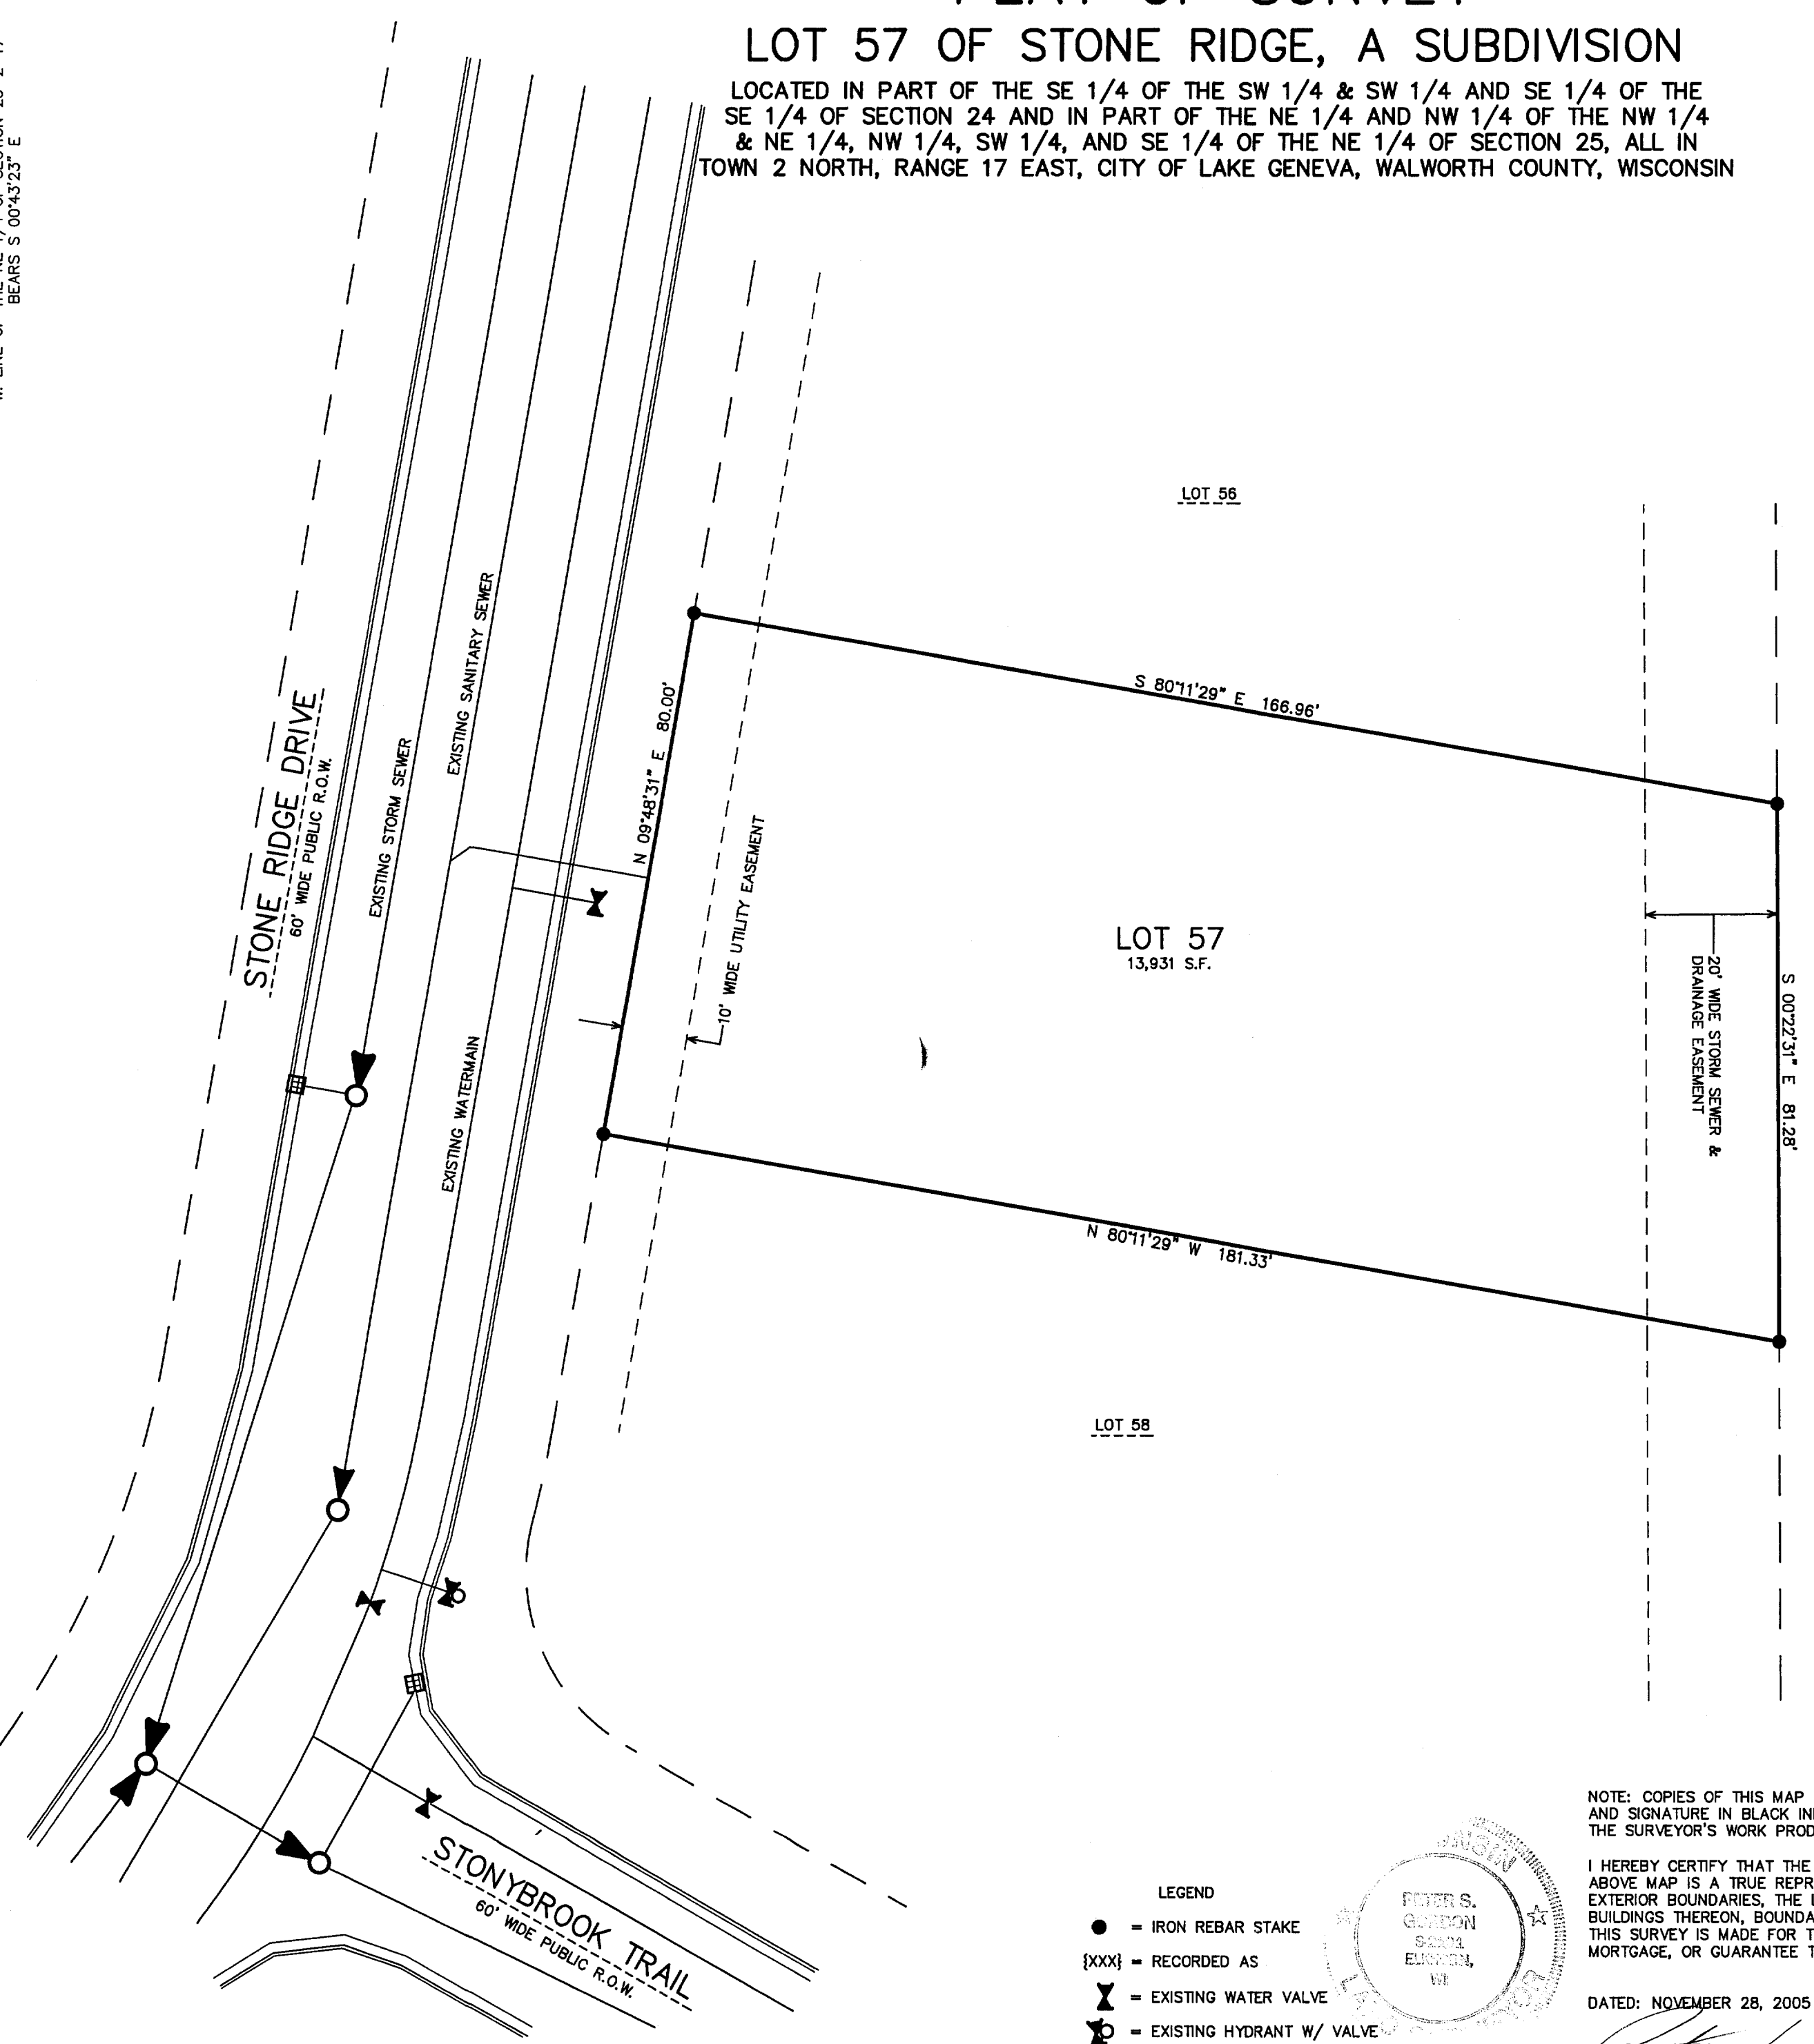 LOT 57 OF STONE RIDGE, A SUBDIVISION
LOCATED IN PART OF THE SE 1/4 OF THE SW 1/4 & SW 1/4 AND SE 1/4 OF THE
SE 1/4 OF SECTION 24 AND IN PART OF THE NE 1/4 AND NW 1/4 OF THE NW 1/4
& NE 1/4, NW 1/4, SW 1/4, AND SE 1/4 OF THE NE 1/4 OF SECTION 25, ALL IN
TOWN 2 NORTH, RANGE 17 EAST, CITY OF LAKE GENEVA, WALWORTH COUNTY, WISCONSIN
BEARS S 00°43'23" E
LOT 56
S 80°11'29" E 166.96'
N 09°48'31" E 80.00'
EXISTING SANITARY SEWER
EXISTING STORM SEWER
STONE RIDGE DRIVE
60' WIDE PUBLIC R.O.W.
10' WIDE UTILITY EASEMENT
LOT 57
13,931 S.F.
20' WIDE STORM SEWER &
DRAINAGE EASEMENT
S 00°22'31" E 81.28'
EXISTING WATERMAIN
N 80°11'29" W 181.33'
LOT 58
STONYBROOK TRAIL
60' WIDE PUBLIC R.O.W.
LEGEND
= IRON REBAR STAKE
{XXX} = RECORDED AS
= EXISTING WATER VALVE
= EXISTING HYDRANT W/ VALVE
PETER S.
GORDON
WI
NOTE: COPIES OF THIS MAP
AND SIGNATURE IN BLACK
THE SURVEYOR'S WORK
I HEREBY CERTIFY THAT THE
ABOVE MAP IS A TRUE
EXTERIOR BOUNDARIES, THE
BUILDINGS THEREON,
THIS SURVEY IS MADE FOR
MORTGAGE, OR GUARANTEE
DATED: NOVEMBER 28, 2005